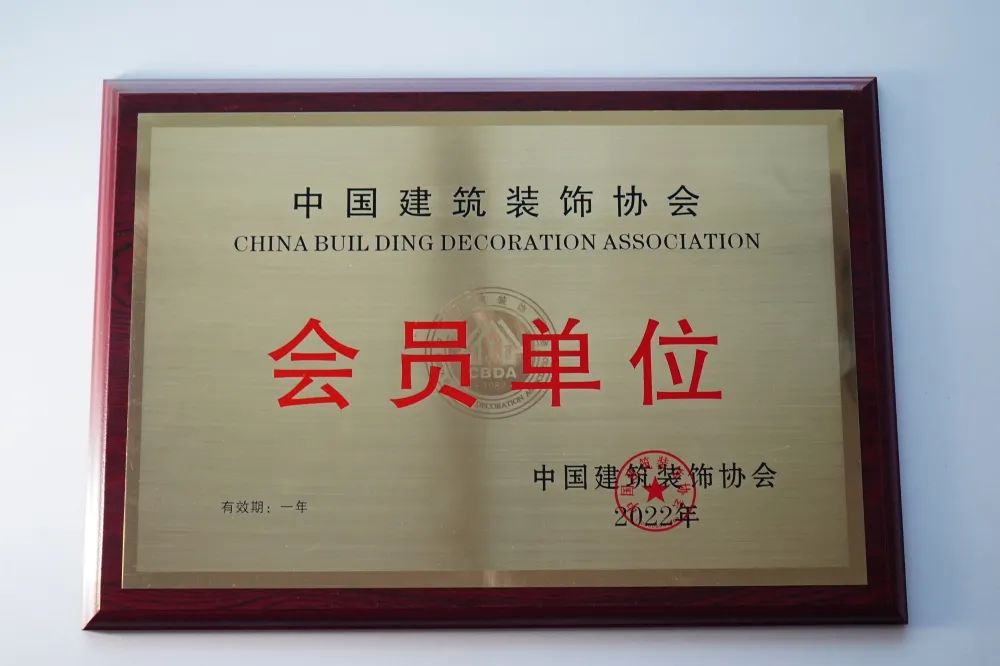 中国建筑装饰协会
CHINA BUIL DING DECORATION ASSOCIATION
会员单位
CBDA
中国建筑装饰协会
有效期：一年
2022年